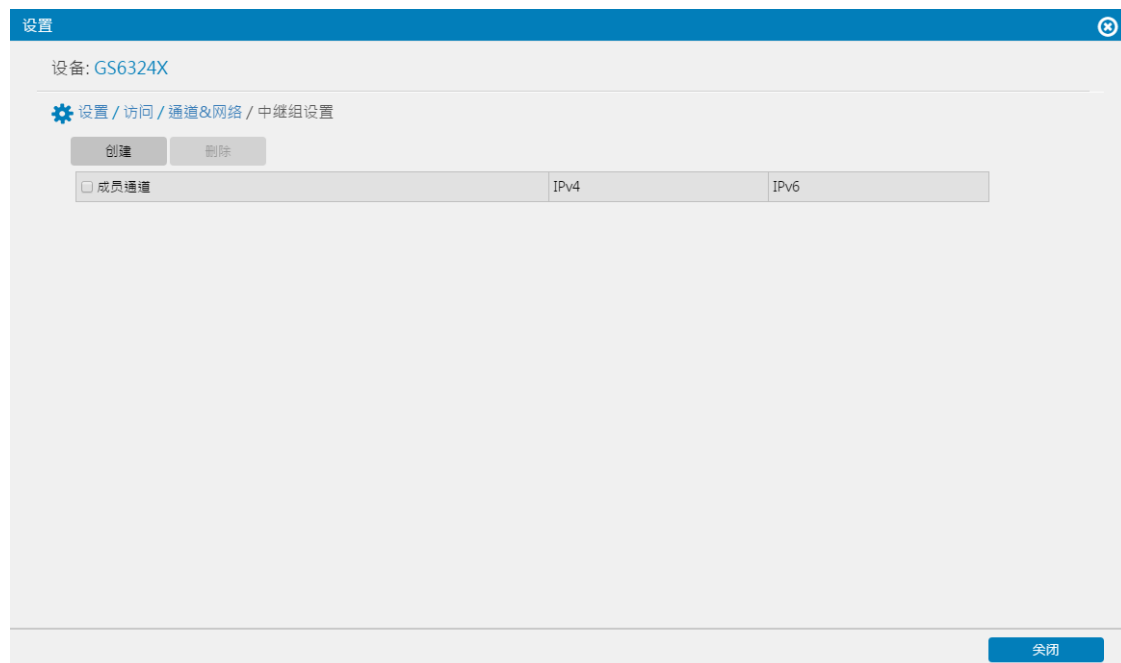 设置
设备: GS6324X
设置 / 访问 / 通道&网络 / 中继组设置
创建 删除
成员通道 IPv4 IPv6
关闭